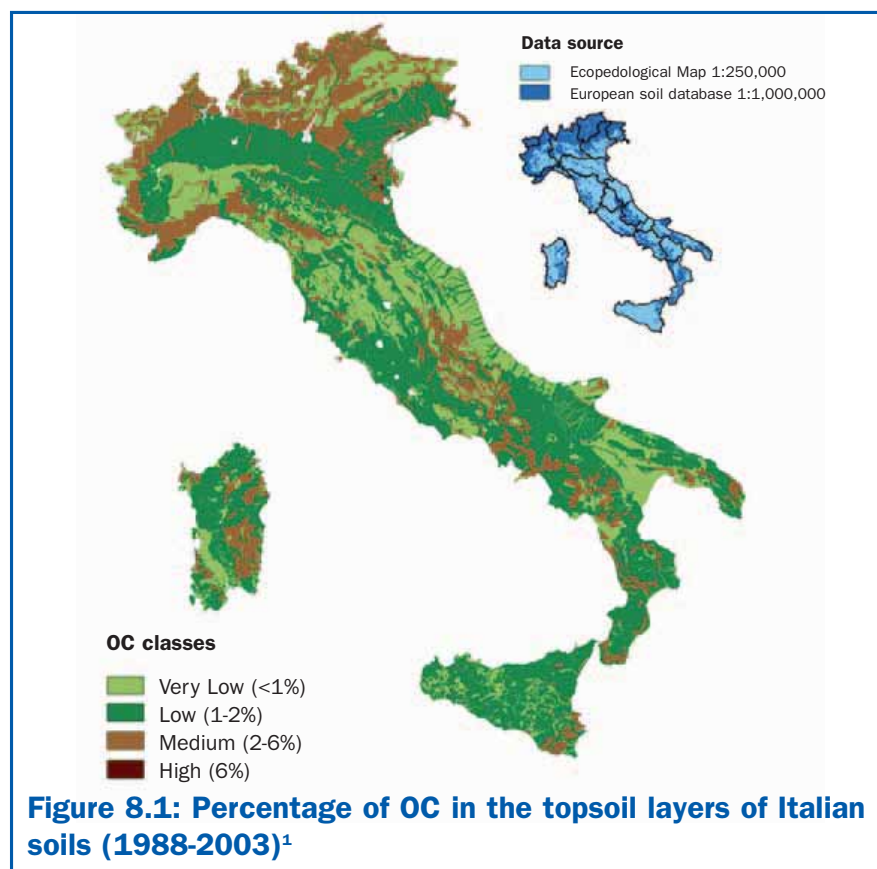 Data source
Ecopedological Map 1:250,000
European soil database 1:1,000,000
OC classes
Very Low (<1%)
Low (1-2%)
Medium (2-6%)
High (6%)
Figure 8.1: Percentage of OC in the topsoil layers of Italian
soils (1988-2003)¹